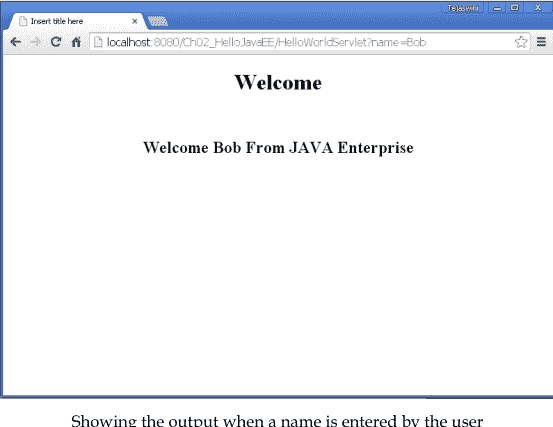 Tejaswini
Insert title here
localhost:8080/Ch02_HelloJavaEE/HelloWorldServlet?name=Bob
Welcome
Welcome Bob From JAVA Enterprise
Showing the output when a name is entered by the user